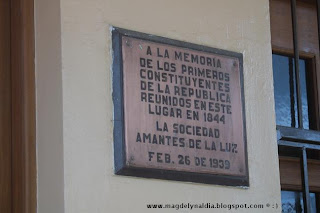 A LA MEMORIA
DE LOS PRIMEROS
CONSTITUYENTES
DE LA REPUBLICA
REUNIDOS EN ESTE
LUGAR EN 1844
LA SOCIEDAD
AMANTES DE LA LUZ
FEB. 26 DE 1939
www.magdelynaldia.blogspot.com ® :)